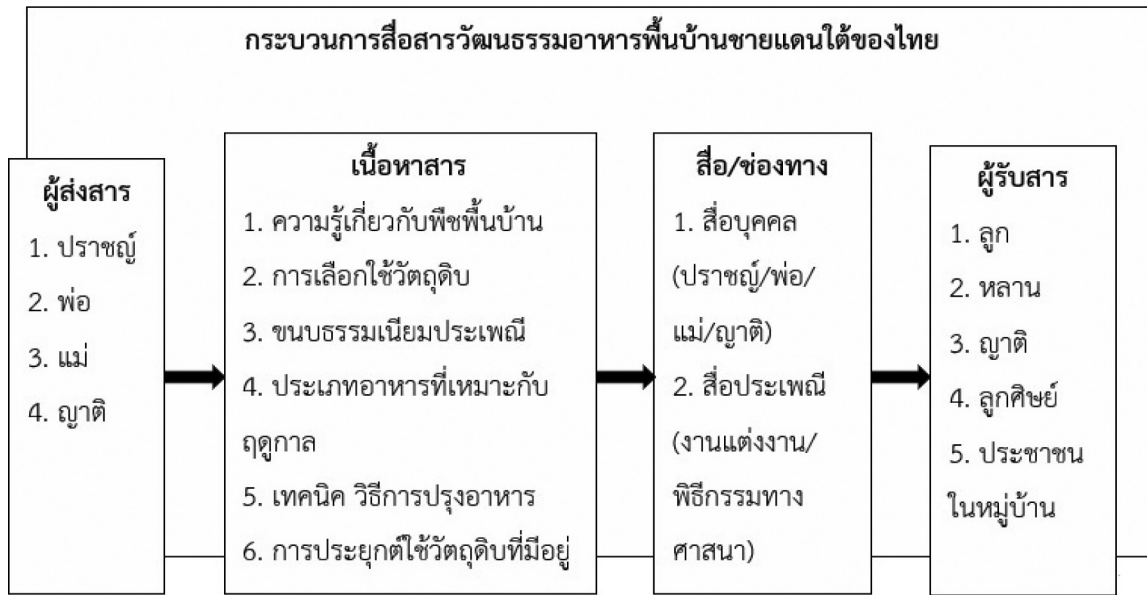 กระบวนการสื่อสารวัฒนธรรมอาหารพื้นบ้านชายแดนใต้ของไทย
ผู้ส่งสาร
1. ปราชญ์
2. พ่อ
3. แม่
4. ญาติ
เนื้อหาสาร
1. ความรู้เกี่ยวกับพืชพื้นบ้าน
2. การเลือกใช้วัตถุดิบ
3. ขนบธรรมเนียมประเพณี
4. ประเภทอาหารที่เหมาะกับ
ฤดูกาล
5. เทคนิค วิธีการปรุงอาหาร
6. การประยุกต์ใช้วัตถุดิบที่มีอยู่
สื่อ/ช่องทาง
1. สื่อบุคคล
(ปราชญ์/พ่อ/
แม่/ญาติ)
2. สื่อประเพณี
(งานแต่งงาน/
พิธีกรรมทาง
ศาสนา)
ผู้รับสาร
1. ลูก
2. หลาน
3. ญาติ
4. ลูกศิษย์
5. ประชาชน
ในหมู่บ้าน